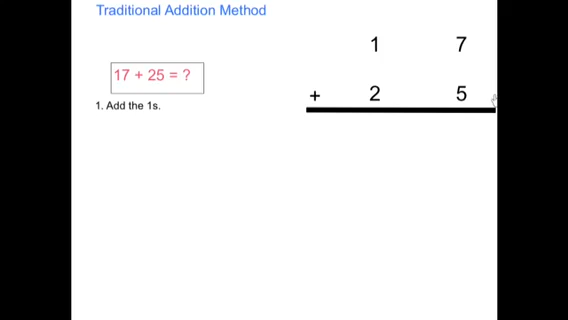 Traditional Addition Method
1 7
17 + 25 = ?
+ 2 5
1. Add the 1s.